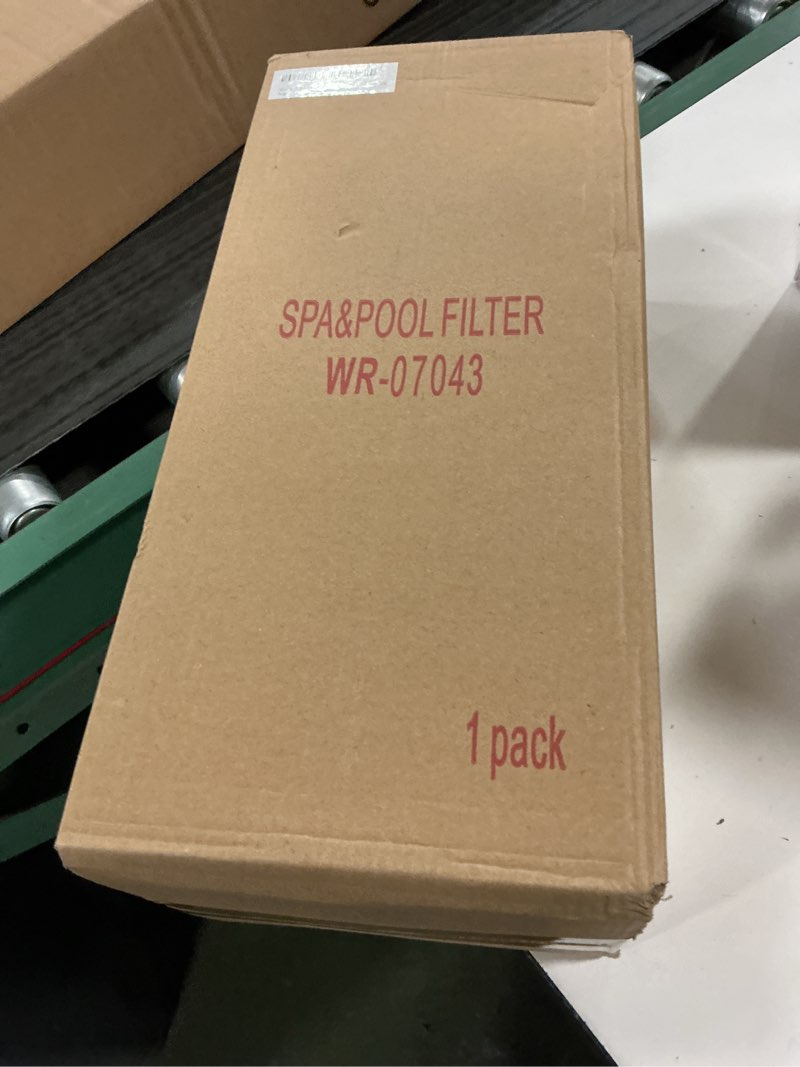 SPA&POOL FILTER
WR-07043
1 pack